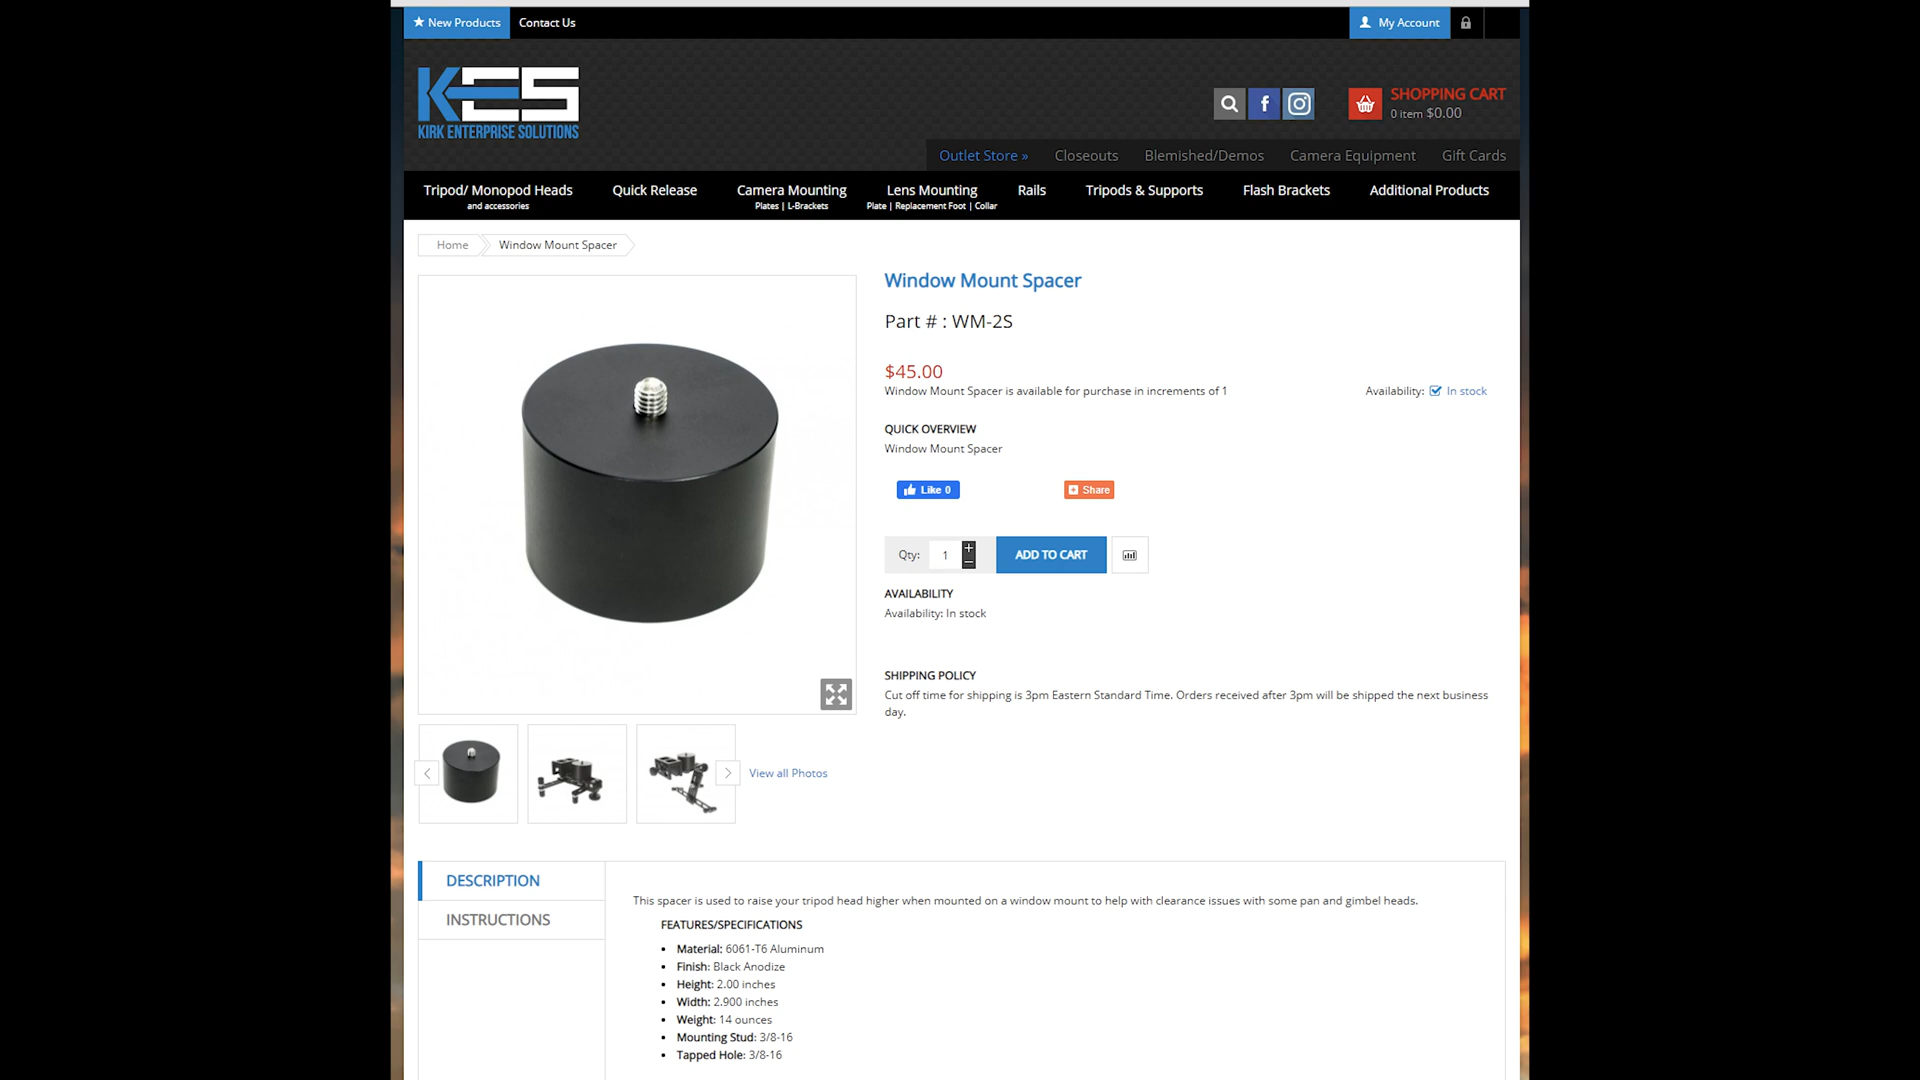 New Products
Contact Us
My Account
KES
KIRK ENTERPRISE SOLUTIONS
f
SHOPPING CART
0 item $0.00
Outlet Store »
Closeouts
Blemished/Demos
Camera Equipment
Gift Cards
Tripod/ Monopod Heads
and accessories
Quick Release
Camera Mounting
Plates | L-Brackets
Lens Mounting
Plate | Replacement Foot | Collar
Rails
Tripods & Supports
Flash Brackets
Additional Products
Home
Window Mount Spacer
Window Mount Spacer
Part # : WM-2S
$45.00
Window Mount Spacer is available for purchase in increments of 1
Availability: In stock
QUICK OVERVIEW
Window Mount Spacer
Like 0
Share
Qty: 1
ADD TO CART
AVAILABILITY
Availability: In stock
SHIPPING POLICY
Cut off time for shipping is 3pm Eastern Standard Time. Orders received after 3pm will be shipped the next business
day.
View all Photos
DESCRIPTION
INSTRUCTIONS
This spacer is used to raise your tripod head higher when mounted on a window mount to help with clearance issues with some pan and gimbel heads.
FEATURES/SPECIFICATIONS
• Material: 6061-T6 Aluminum
• Finish: Black Anodize
• Height: 2.00 inches
• Width: 2.900 inches
• Weight: 14 ounces
• Mounting Stud: 3/8-16
• Tapped Hole: 3/8-16